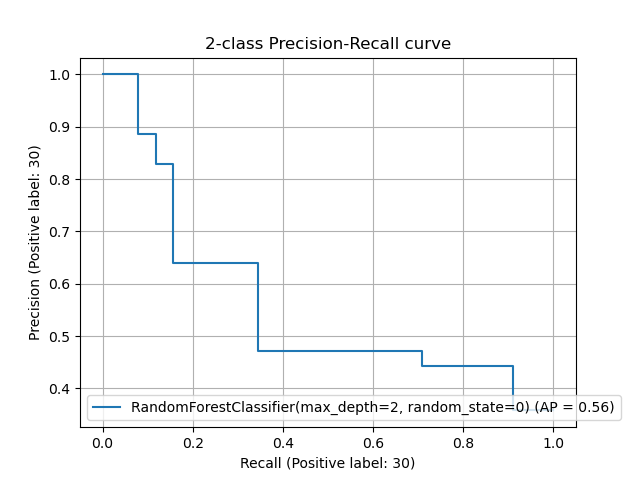 2-class Precision-Recall curve
Precision (Positive label: 30)
1.0
0.9
0.8
0.7
0.6
0.5
0.4
RandomForestClassifier(max_depth=2, random_state=0) (AP = 0.56)
0.0 0.2 0.4 0.6 0.8 1.0
Recall (Positive label: 30)